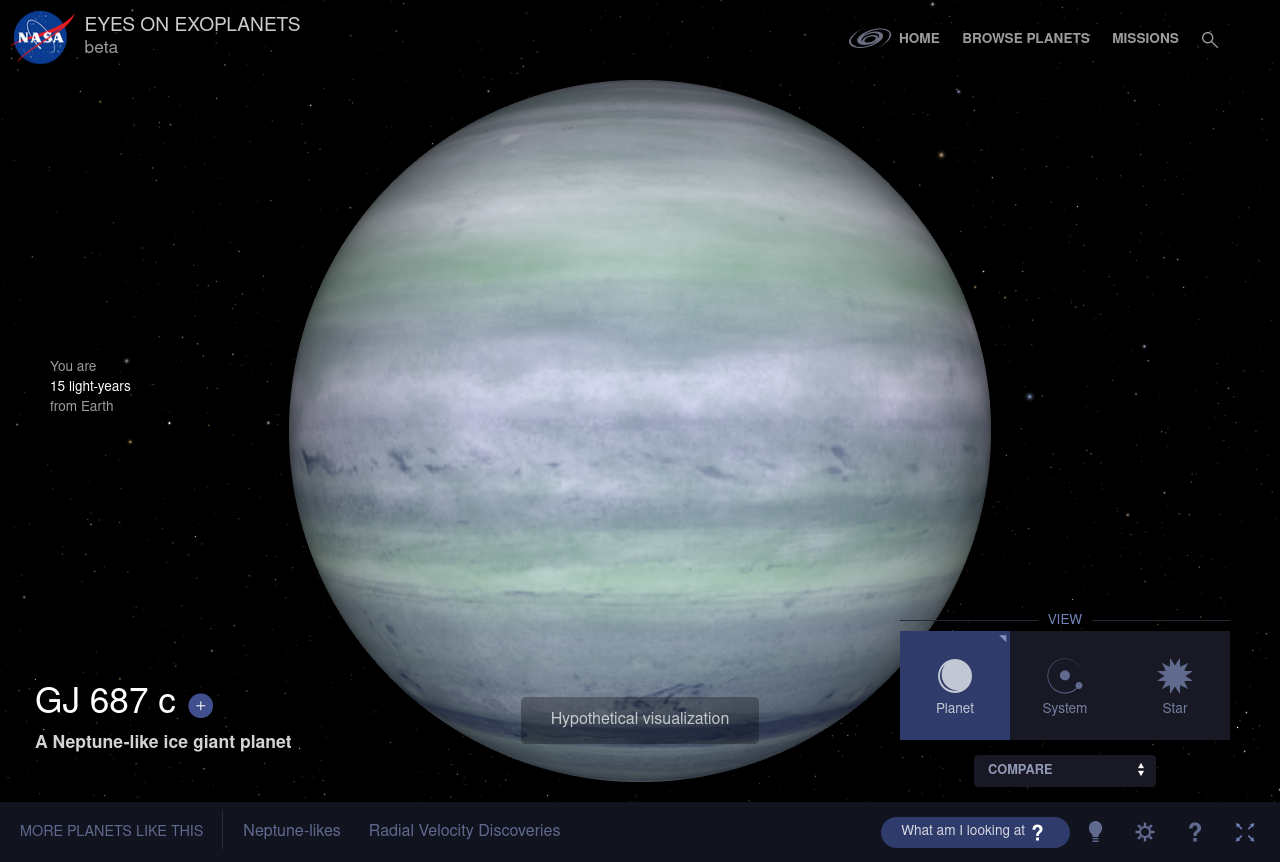 NASA
EYES ON EXOPLANETS
beta
HOME
BROWSE PLANETS
MISSIONS
You are
15 light-years
from Earth
VIEW
Planet
System
Star
GJ 687 c +
A Neptune-like ice giant planet
Hypothetical visualization
COMPARE
MORE PLANETS LIKE THIS
Neptune-likes
Radial Velocity Discoveries
What am I looking at ?
?